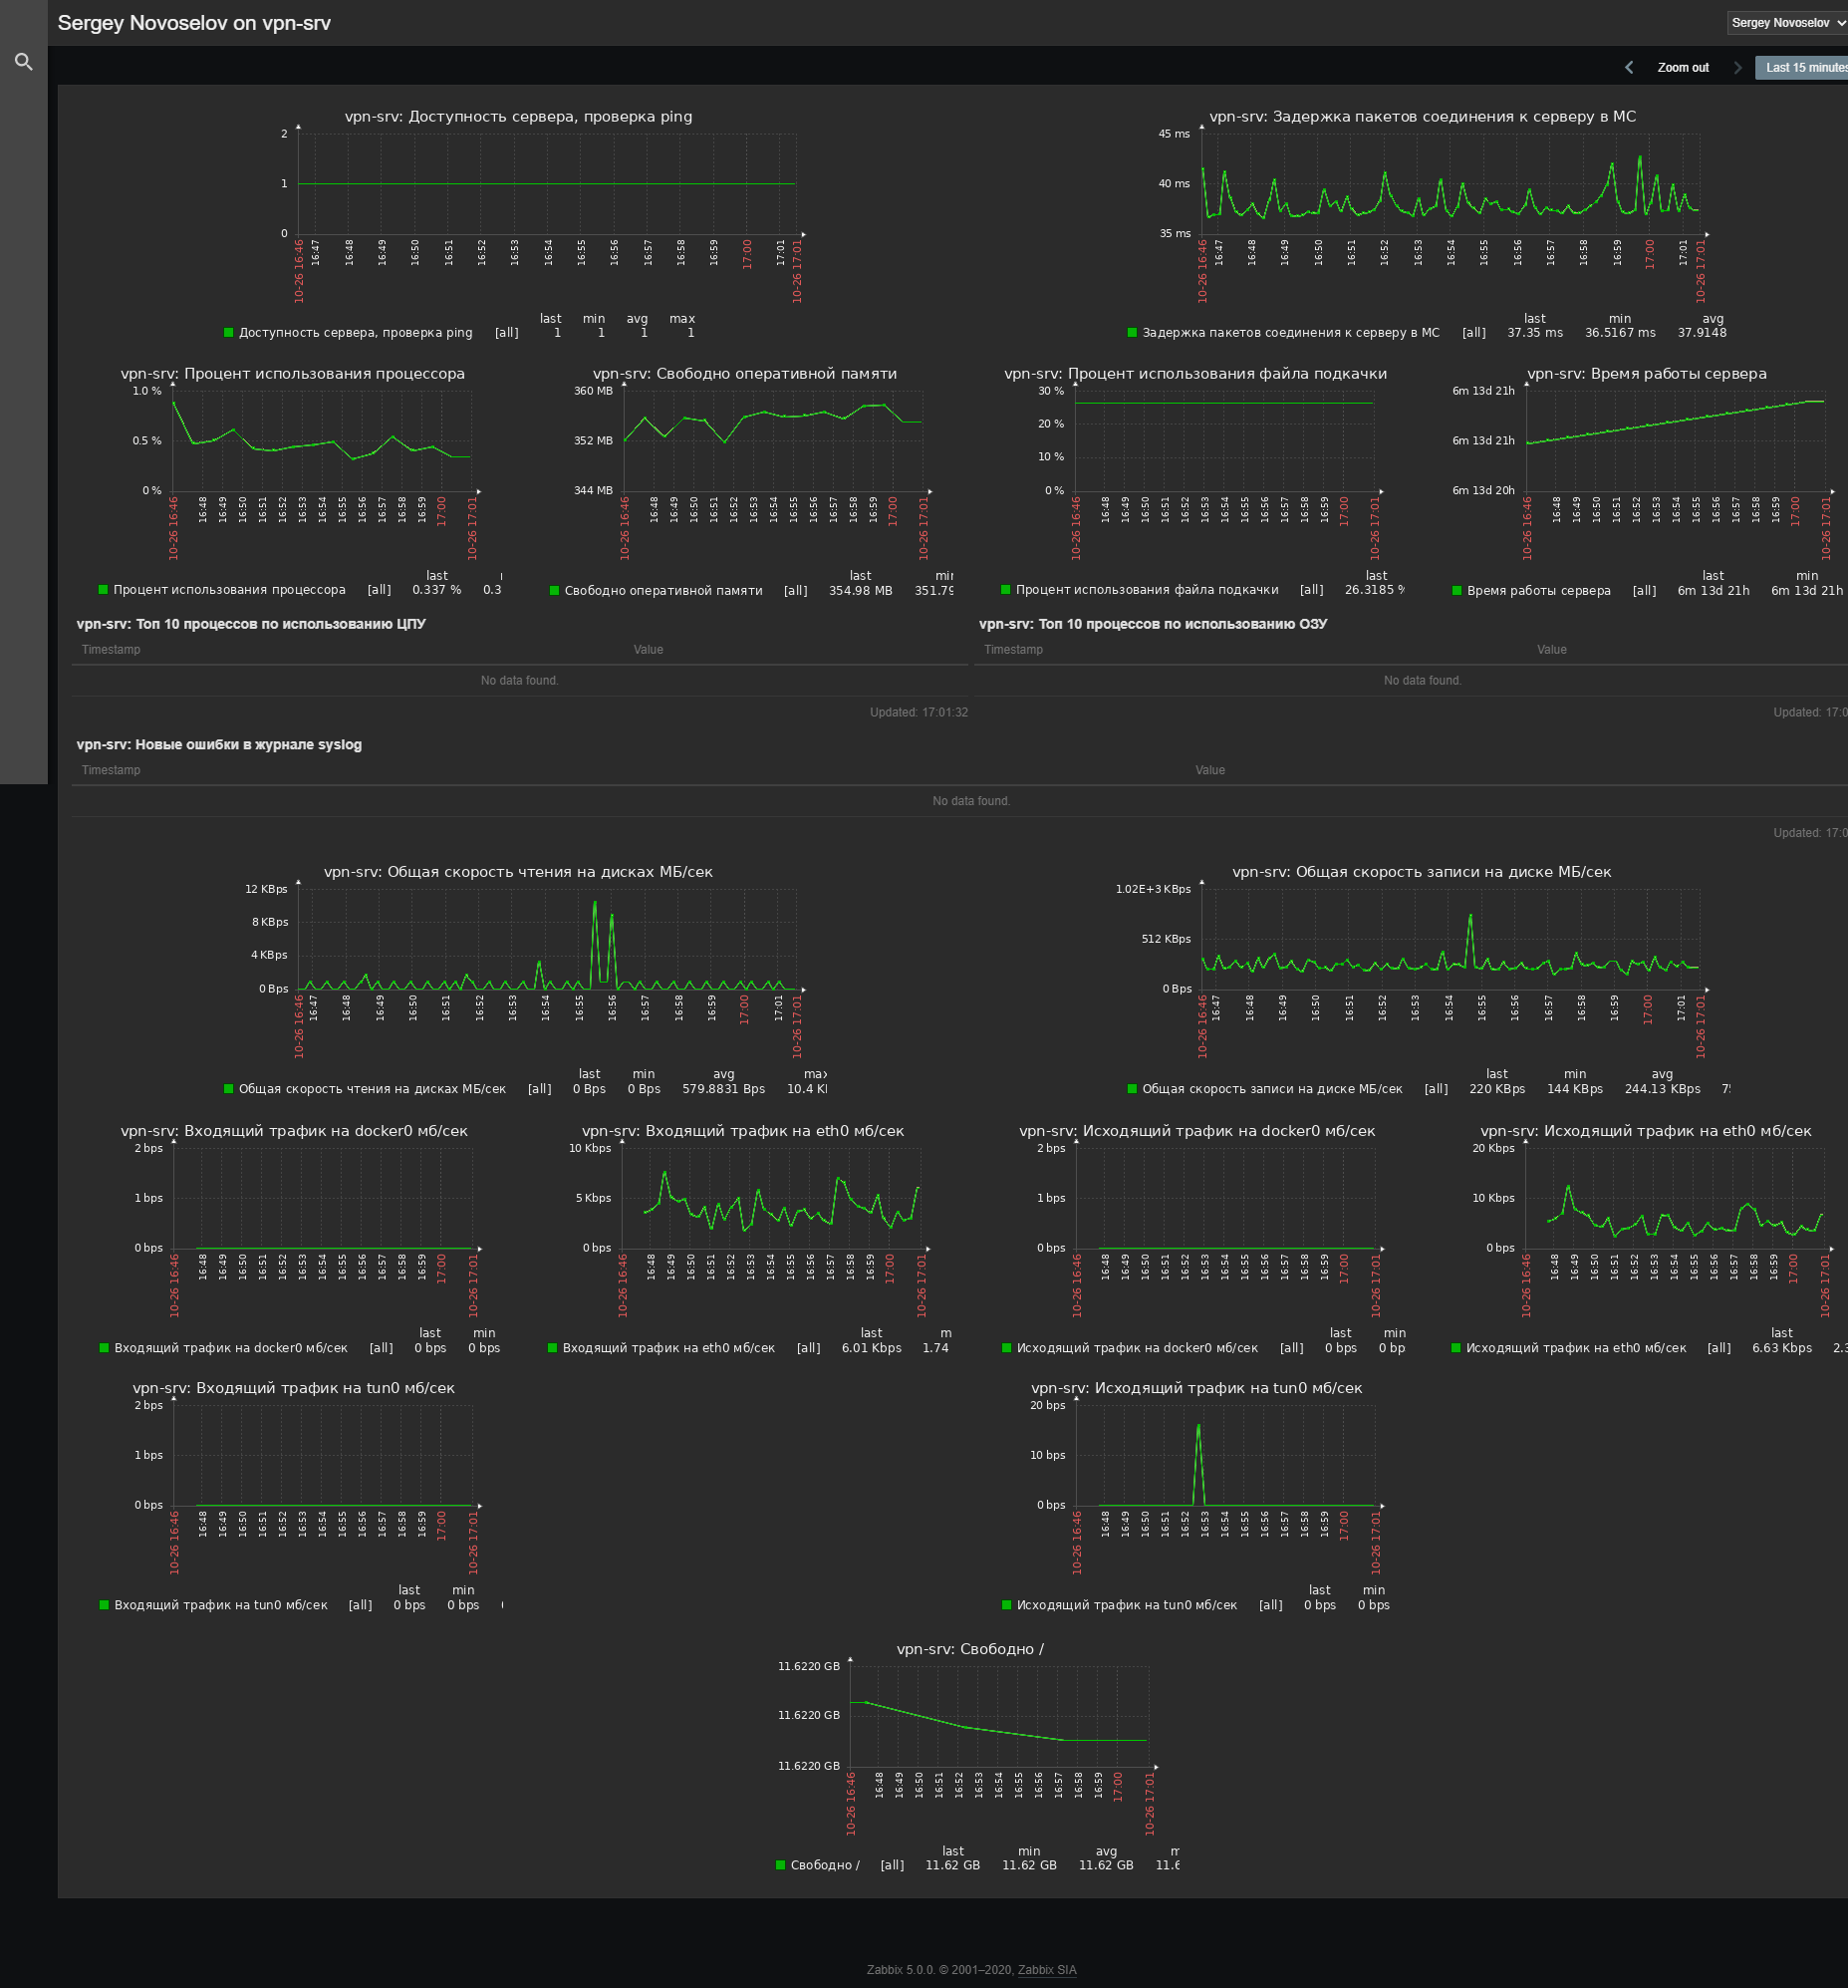 Sergey Novoselov on vpn-srv
Sergey Novoselov
Zoom out
Last 15 minutes
vpn-srv: Доступность сервера, проверка ping
2
1
0
10-26 16:46 16:47 16:48 16:49 16:50 16:51 16:52 16:53 16:54 16:55 16:56 16:57 16:58 16:59 17:00 17:01 10-26 17:01
last min avg max
Доступность сервера, проверка ping [all] 1 1 1 1
vpn-srv: Задержка пакетов соединения к серверу в МС
45 ms
40 ms
35 ms
10-26 16:46 16:47 16:48 16:49 16:50 16:51 16:52 16:53 16:54 16:55 16:56 16:57 16:58 16:59 17:00 17:01 10-26 17:01
last min avg
Задержка пакетов соединения к серверу в МС [all] 37.35 ms 36.5167 ms 37.9148
vpn-srv: Процент использования процессора
1.0 %
0.5 %
0 %
10-26 16:46 16:48 16:49 16:50 16:51 16:52 16:53 16:54 16:55 16:56 16:57 16:58 16:59 17:00 10-26 17:01
last
Процент использования процессора [all] 0.337 % 0.3
vpn-srv: Свободно оперативной памяти
360 MB
352 MB
344 MB
10-26 16:46 16:48 16:49 16:50 16:51 16:52 16:53 16:54 16:55 16:56 16:57 16:58 16:59 17:00 10-26 17:01
last min
Свободно оперативной памяти [all] 354.98 MB 351.79
vpn-srv: Процент использования файла подкачки
30 %
20 %
10 %
0 %
10-26 16:46 16:48 16:49 16:50 16:51 16:52 16:53 16:54 16:55 16:56 16:57 16:58 16:59 17:00 10-26 17:01
last
Процент использования файла подкачки [all] 26.3185 %
vpn-srv: Время работы сервера
6m 13d 21h
6m 13d 21h
6m 13d 20h
10-26 16:46 16:48 16:49 16:50 16:51 16:52 16:53 16:54 16:55 16:56 16:57 16:58 16:59 17:00 10-26 17:01
last min
Время работы сервера [all] 6m 13d 21h 6m 13d 21h
vpn-srv: Топ 10 процессов по использованию ЦПУ
Timestamp Value
No data found.
Updated: 17:01:32
vpn-srv: Топ 10 процессов по использованию ОЗУ
Timestamp Value
No data found.
Updated: 17:0
vpn-srv: Новые ошибки в журнале syslog
Timestamp Value
No data found.
Updated: 17:0
vpn-srv: Общая скорость чтения на дисках МБ/сек
12 KBps
8 KBps
4 KBps
0 Bps
10-26 16:46 16:47 16:48 16:49 16:50 16:51 16:52 16:53 16:54 16:55 16:56 16:57 16:58 16:59 17:00 17:01 10-26 17:01
last min avg max
Общая скорость чтения на дисках МБ/сек [all] 0 Bps 0 Bps 579.8831 Bps 10.4 K
vpn-srv: Общая скорость записи на диске МБ/сек
1.02E+3 KBps
512 KBps
0 Bps
10-26 16:46 16:47 16:48 16:49 16:50 16:51 16:52 16:53 16:54 16:55 16:56 16:57 16:58 16:59 17:00 17:01 10-26 17:01
last min avg
Общая скорость записи на диске МБ/сек [all] 220 KBps 144 KBps 244.13 KBps
vpn-srv: Входящий трафик на docker0 мб/сек
2 bps
1 bps
0 bps
10-26 16:46 16:48 16:49 16:50 16:51 16:52 16:53 16:54 16:55 16:56 16:57 16:58 16:59 17:00 10-26 17:01
last min
Входящий трафик на docker0 мб/сек [all] 0 bps 0 bps
vpn-srv: Входящий трафик на eth0 мб/сек
10 Kbps
5 Kbps
0 bps
10-26 16:46 16:48 16:49 16:50 16:51 16:52 16:53 16:54 16:55 16:56 16:57 16:58 16:59 17:00 10-26 17:01
last m
Входящий трафик на eth0 мб/сек [all] 6.01 Kbps 1.74
vpn-srv: Исходящий трафик на docker0 мб/сек
2 bps
1 bps
0 bps
10-26 16:46 16:48 16:49 16:50 16:51 16:52 16:53 16:54 16:55 16:56 16:57 16:58 16:59 17:00 10-26 17:01
last min
Исходящий трафик на docker0 мб/сек [all] 0 bps 0 bp
vpn-srv: Исходящий трафик на eth0 мб/сек
20 Kbps
10 Kbps
0 bps
10-26 16:46 16:48 16:49 16:50 16:51 16:52 16:53 16:54 16:55 16:56 16:57 16:58 16:59 17:00 10-26 17:01
last
Исходящий трафик на eth0 мб/сек [all] 6.63 Kbps 2.3
vpn-srv: Входящий трафик на tun0 мб/сек
2 bps
1 bps
0 bps
10-26 16:46 16:48 16:49 16:50 16:51 16:52 16:53 16:54 16:55 16:56 16:57 16:58 16:59 17:00 10-26 17:01
last min
Входящий трафик на tun0 мб/сек [all] 0 bps 0 bps
vpn-srv: Исходящий трафик на tun0 мб/сек
20 bps
10 bps
0 bps
10-26 16:46 16:48 16:49 16:50 16:51 16:52 16:53 16:54 16:55 16:56 16:57 16:58 16:59 17:00 10-26 17:01
last min
Исходящий трафик на tun0 мб/сек [all] 0 bps 0 bps
vpn-srv: Свободно /
11.6220 GB
11.6220 GB
11.6220 GB
10-26 16:46 16:48 16:49 16:50 16:51 16:52 16:53 16:54 16:55 16:56 16:57 16:58 16:59 17:00 10-26 17:01
last min avg
Свободно / [all] 11.62 GB 11.62 GB 11.62 GB 11.6
Zabbix 5.0.0. © 2001–2020, Zabbix SIA